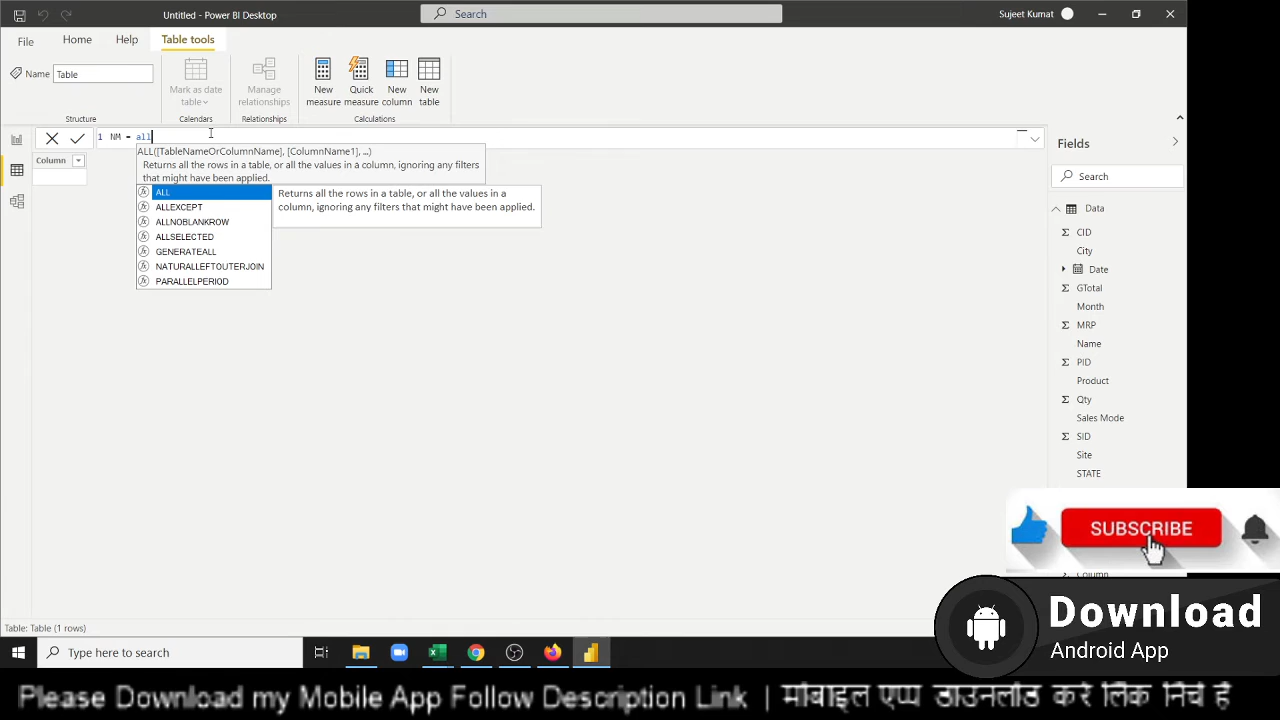 Untitled - Power BI Desktop
Search
Sujeet Kumat
File
Home
Help
Table tools
Name
Table
Mark as date table
Manage relationships
New measure
Quick measure
New column
New table
Structure
Calendars
Relationships
Calculations
1 NM = all
ALL([TableNameOrColumnName], [ColumnName1], …)
Returns all the rows in a table, or all the values in a column, ignoring any filters
that might have been applied.
Column
ALL
ALLEXCEPT
ALLNOBLANKROW
ALLSELECTED
GENERATEALL
NATURALLEFTOUTERJOIN
PARALLELPERIOD
Returns all the rows in a table, or all the values in a
column, ignoring any filters that might have been applied.
Fields
Search
Data
CID
City
Date
GTotal
Month
MRP
Name
PID
Product
Qty
Sales Mode
SID
Site
STATE
SUBSCRIBE
Column
Download
Android App
Table: Table (1 rows)
Type here to search
Please Download my Mobile App Follow Description Link | मोबाइल एप्प डाउनलोड करे लिंक निचे है